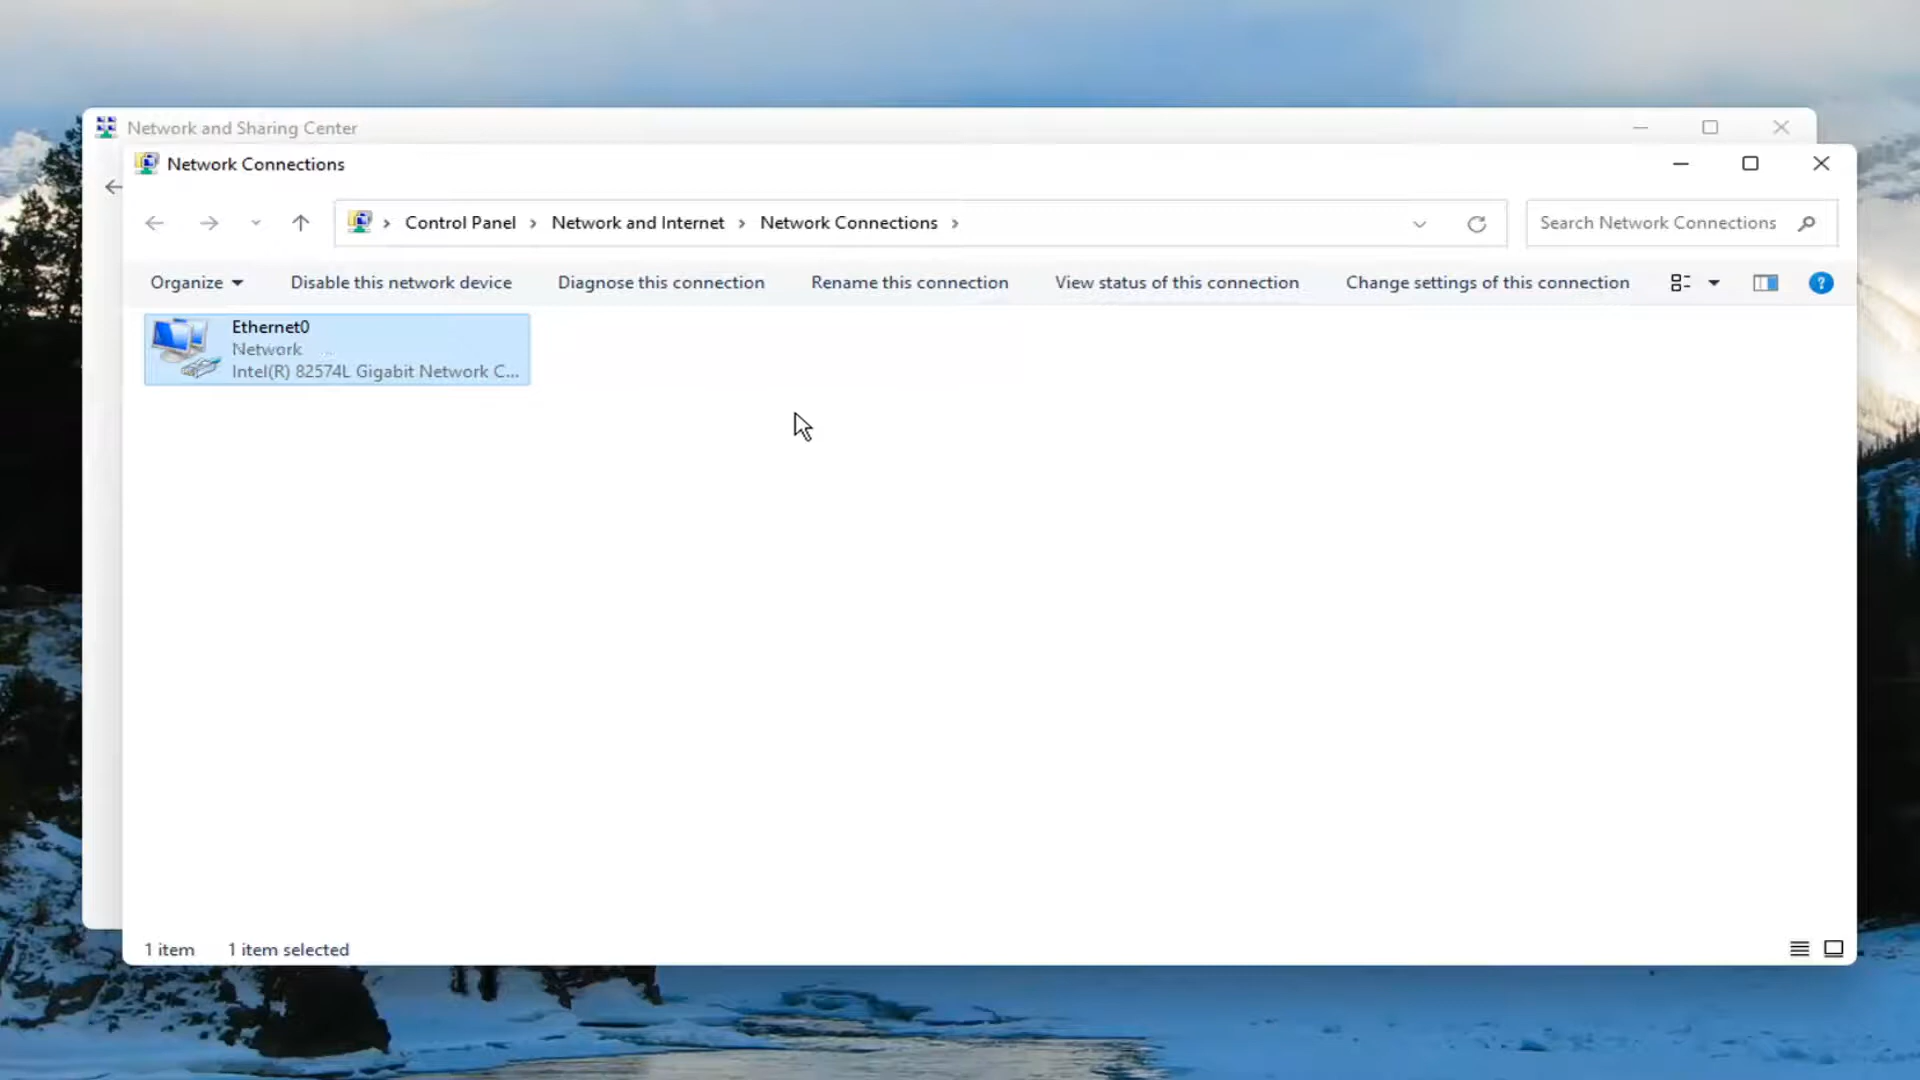 Network and Sharing Center
Network Connections
Control Panel > Network and Internet > Network Connections >
Search Network Connections
Organize
Disable this network device
Diagnose this connection
Rename this connection
View status of this connection
Change settings of this connection
?
Ethernet0
Network
Intel(R) 82574L Gigabit Network C...
1 item
1 item selected